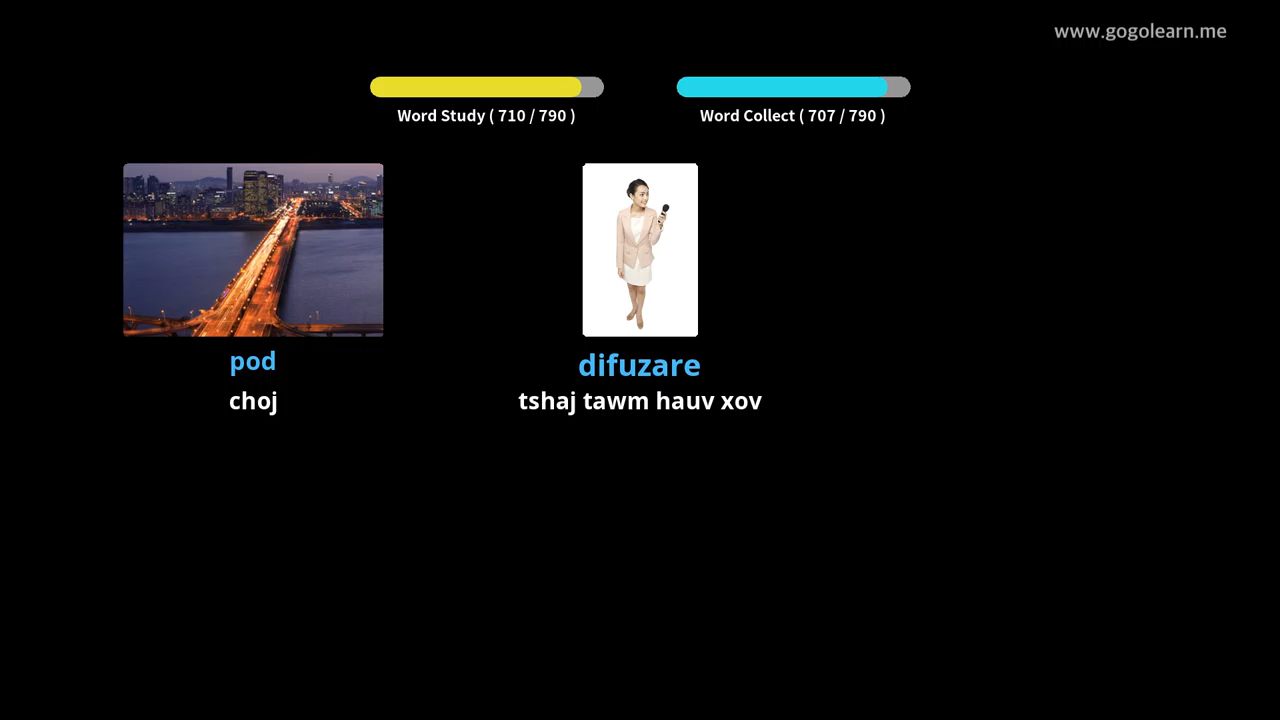 www.gogolearn.me
Word Study ( 710 / 790 )
Word Collect ( 707 / 790 )
pod
choj
difuzare
tshaj tawm hauv xov